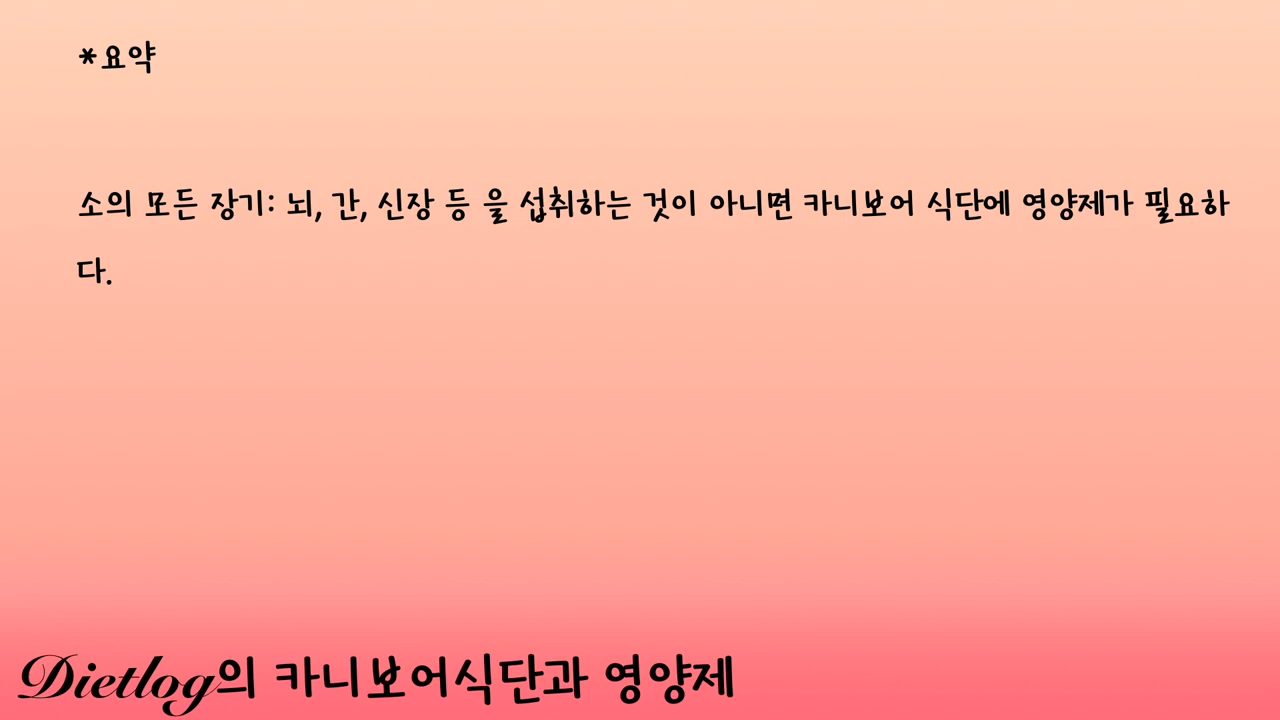 *요약
소의 모든 장기: 뇌, 간, 신장 등 을 섭취하는 것이 아니면 카니보어 식단에 영양제가 필요하
다.
Dietlog의 카니보어식단과 영양제